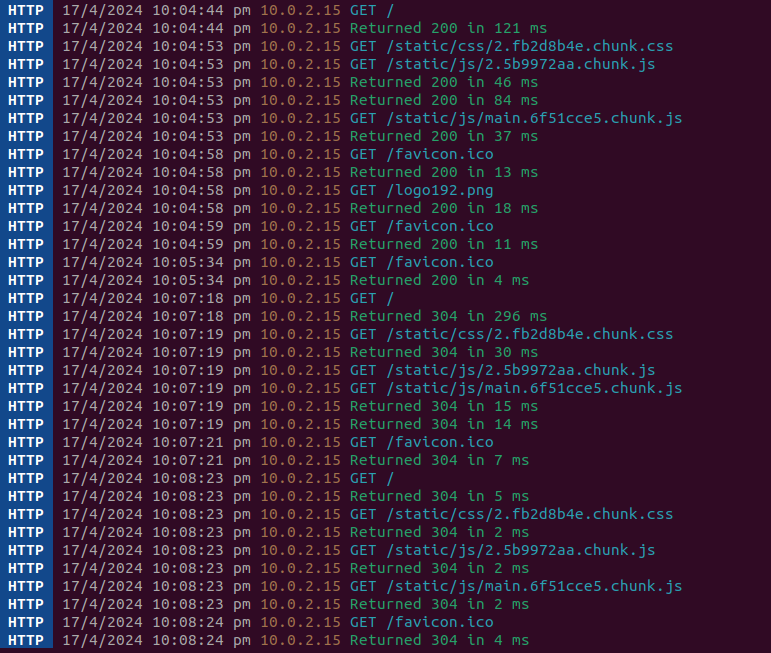 HTTP 17/4/2024 10:04:44 pm 10.0.2.15 GET /
HTTP 17/4/2024 10:04:44 pm 10.0.2.15 Returned 200 in 121 ms
HTTP 17/4/2024 10:04:53 pm 10.0.2.15 GET /static/css/2.fb2d8b4e.chunk.css
HTTP 17/4/2024 10:04:53 pm 10.0.2.15 GET /static/js/2.5b9972aa.chunk.js
HTTP 17/4/2024 10:04:53 pm 10.0.2.15 Returned 200 in 46 ms
HTTP 17/4/2024 10:04:53 pm 10.0.2.15 Returned 200 in 84 ms
HTTP 17/4/2024 10:04:53 pm 10.0.2.15 GET /static/js/main.6f51cce5.chunk.js
HTTP 17/4/2024 10:04:53 pm 10.0.2.15 Returned 200 in 37 ms
HTTP 17/4/2024 10:04:58 pm 10.0.2.15 GET /favicon.ico
HTTP 17/4/2024 10:04:58 pm 10.0.2.15 Returned 200 in 13 ms
HTTP 17/4/2024 10:04:58 pm 10.0.2.15 GET /logo192.png
HTTP 17/4/2024 10:04:58 pm 10.0.2.15 Returned 200 in 18 ms
HTTP 17/4/2024 10:04:59 pm 10.0.2.15 GET /favicon.ico
HTTP 17/4/2024 10:04:59 pm 10.0.2.15 Returned 200 in 11 ms
HTTP 17/4/2024 10:05:34 pm 10.0.2.15 GET /favicon.ico
HTTP 17/4/2024 10:05:34 pm 10.0.2.15 Returned 200 in 4 ms
HTTP 17/4/2024 10:07:18 pm 10.0.2.15 GET /
HTTP 17/4/2024 10:07:18 pm 10.0.2.15 Returned 304 in 296 ms
HTTP 17/4/2024 10:07:19 pm 10.0.2.15 GET /static/css/2.fb2d8b4e.chunk.css
HTTP 17/4/2024 10:07:19 pm 10.0.2.15 Returned 304 in 30 ms
HTTP 17/4/2024 10:07:19 pm 10.0.2.15 GET /static/js/2.5b9972aa.chunk.js
HTTP 17/4/2024 10:07:19 pm 10.0.2.15 GET /static/js/main.6f51cce5.chunk.js
HTTP 17/4/2024 10:07:19 pm 10.0.2.15 Returned 304 in 15 ms
HTTP 17/4/2024 10:07:19 pm 10.0.2.15 Returned 304 in 14 ms
HTTP 17/4/2024 10:07:21 pm 10.0.2.15 GET /favicon.ico
HTTP 17/4/2024 10:07:21 pm 10.0.2.15 Returned 304 in 7 ms
HTTP 17/4/2024 10:08:23 pm 10.0.2.15 GET /
HTTP 17/4/2024 10:08:23 pm 10.0.2.15 Returned 304 in 5 ms
HTTP 17/4/2024 10:08:23 pm 10.0.2.15 GET /static/css/2.fb2d8b4e.chunk.css
HTTP 17/4/2024 10:08:23 pm 10.0.2.15 Returned 304 in 2 ms
HTTP 17/4/2024 10:08:23 pm 10.0.2.15 GET /static/js/2.5b9972aa.chunk.js
HTTP 17/4/2024 10:08:23 pm 10.0.2.15 Returned 304 in 2 ms
HTTP 17/4/2024 10:08:23 pm 10.0.2.15 GET /static/js/main.6f51cce5.chunk.js
HTTP 17/4/2024 10:08:23 pm 10.0.2.15 Returned 304 in 2 ms
HTTP 17/4/2024 10:08:24 pm 10.0.2.15 GET /favicon.ico
HTTP 17/4/2024 10:08:24 pm 10.0.2.15 Returned 304 in 4 ms